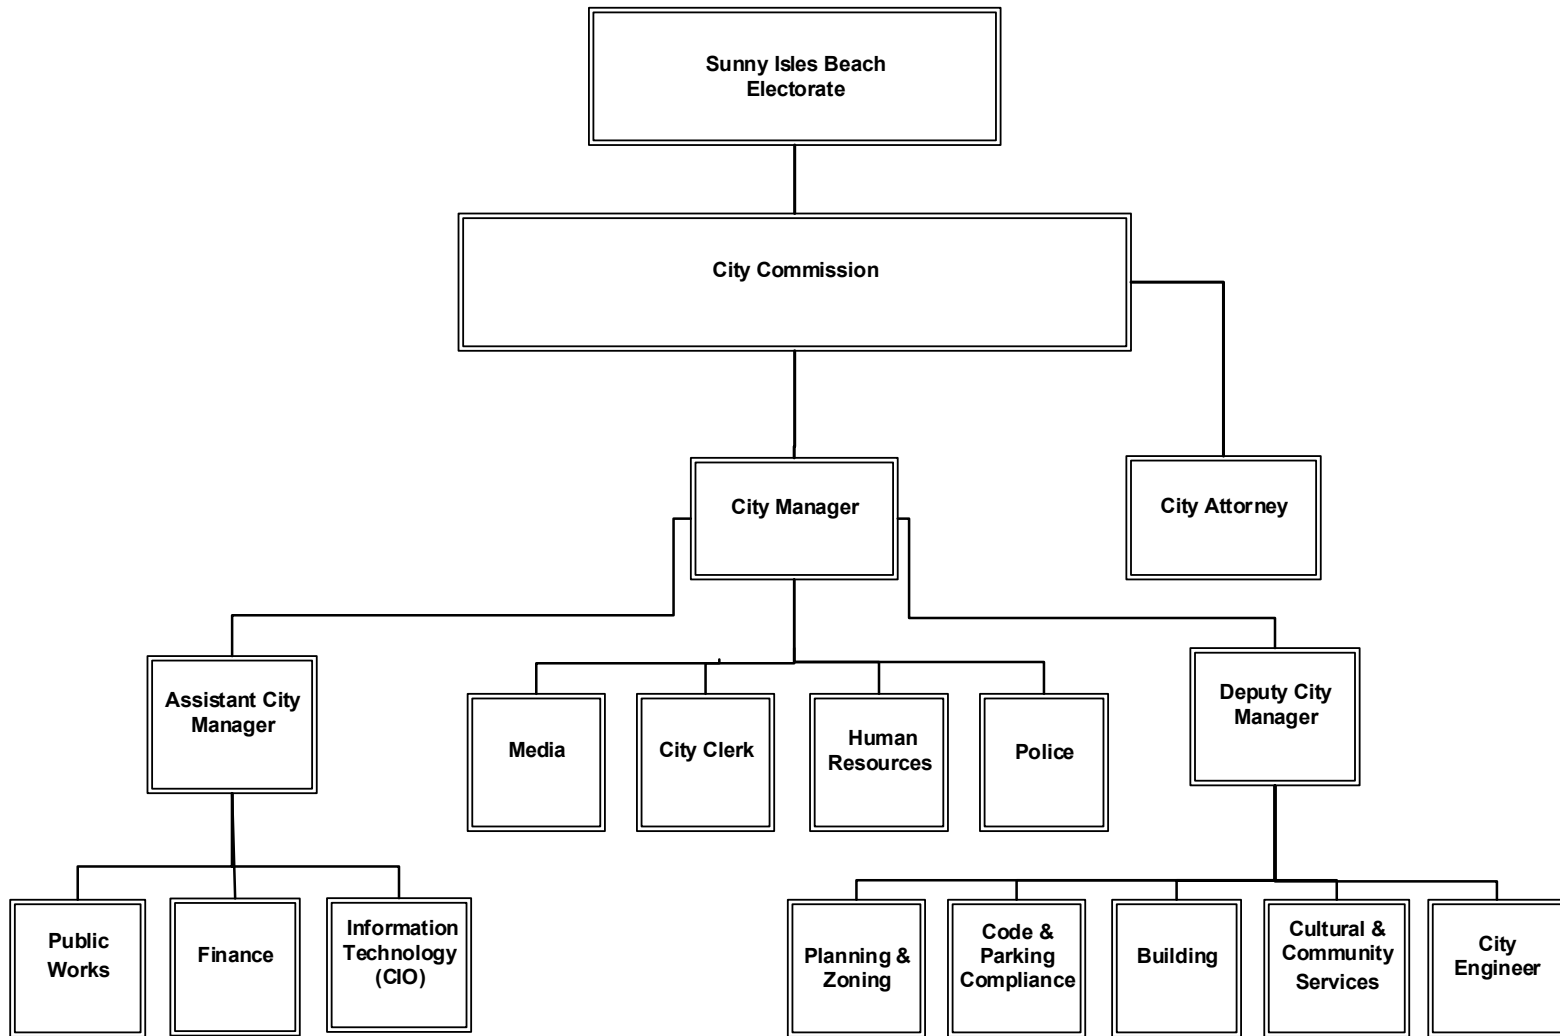 Sunny Isles Beach
Electorate
City Commission
City Manager
City Attorney
Assistant City
Manager
Media
City Clerk
Human
Resources
Police
Deputy City
Manager
Public
Works
Finance
Information
Technology
(CIO)
Planning &
Zoning
Code &
Parking
Compliance
Building
Cultural &
Community
Services
City
Engineer